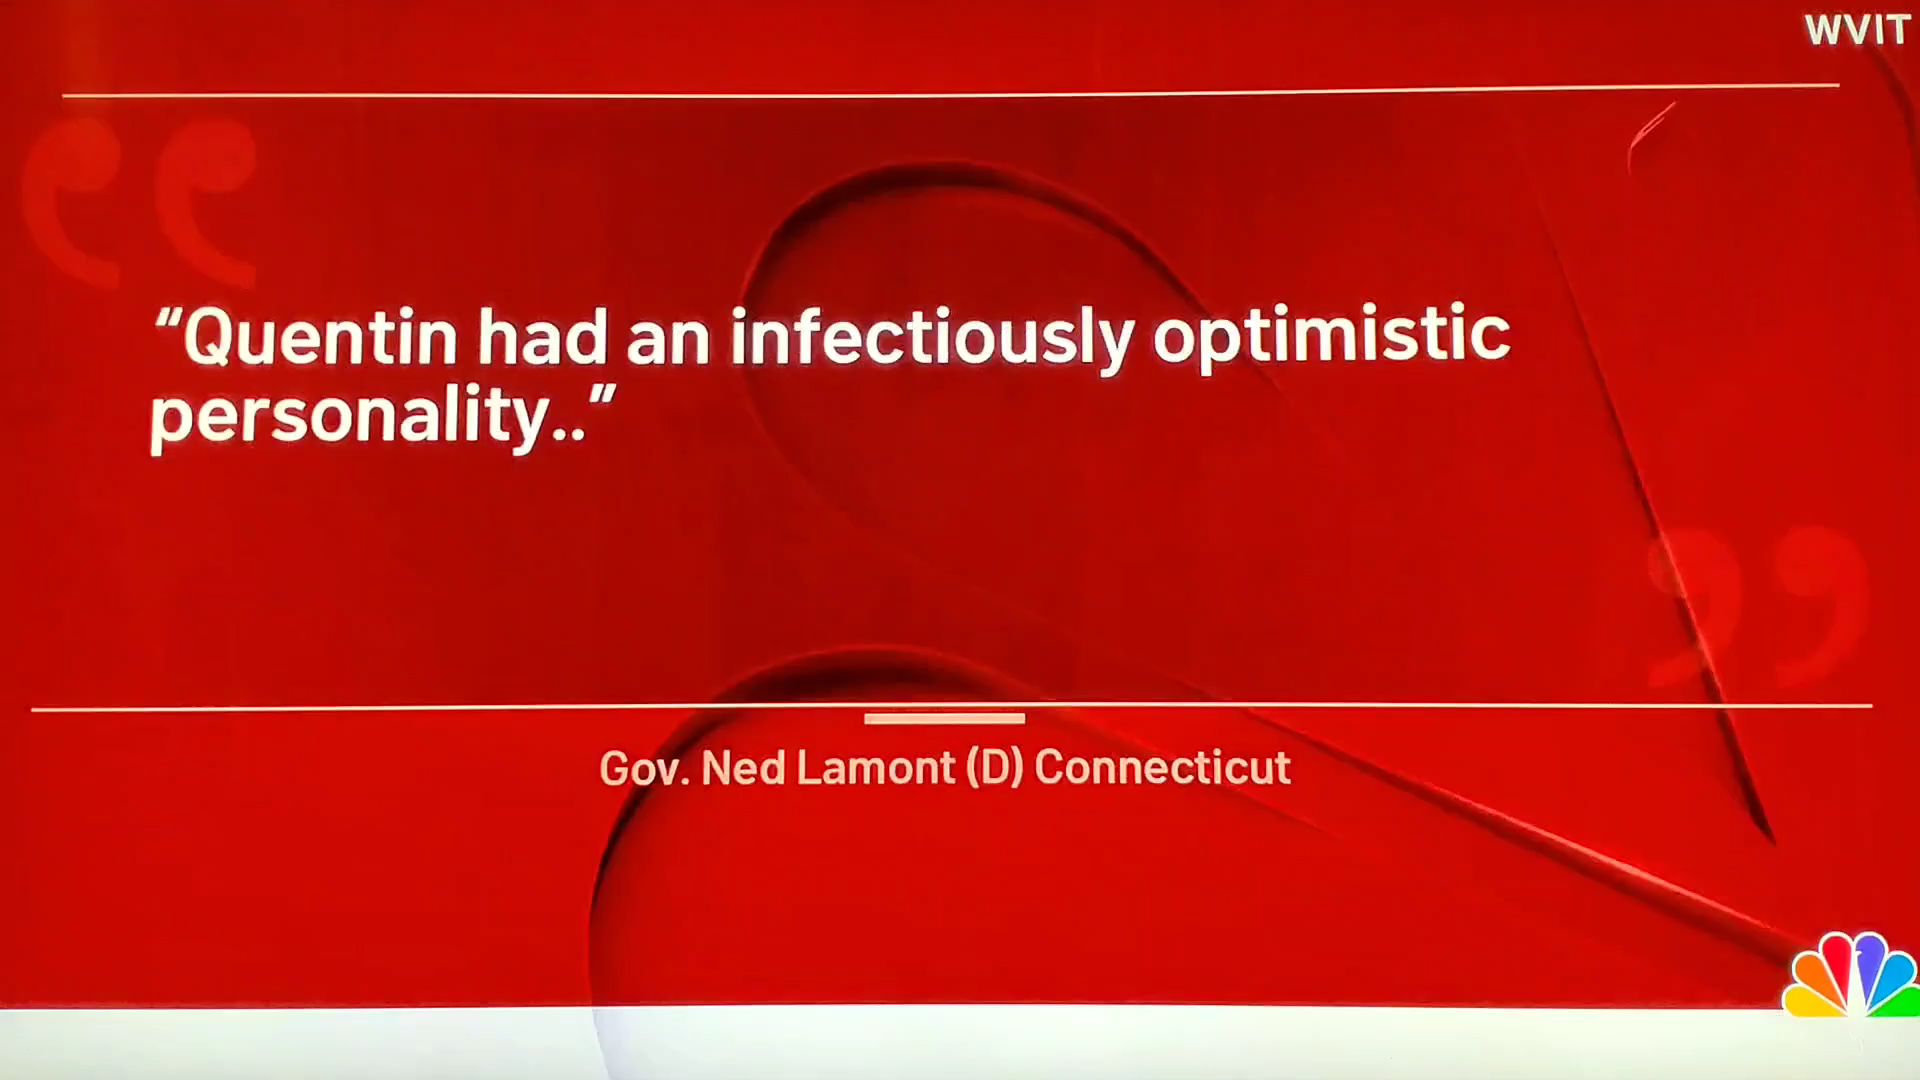 WVIT
“Quentin had an infectiously optimistic
personality..”
Gov. Ned Lamont (D) Connecticut